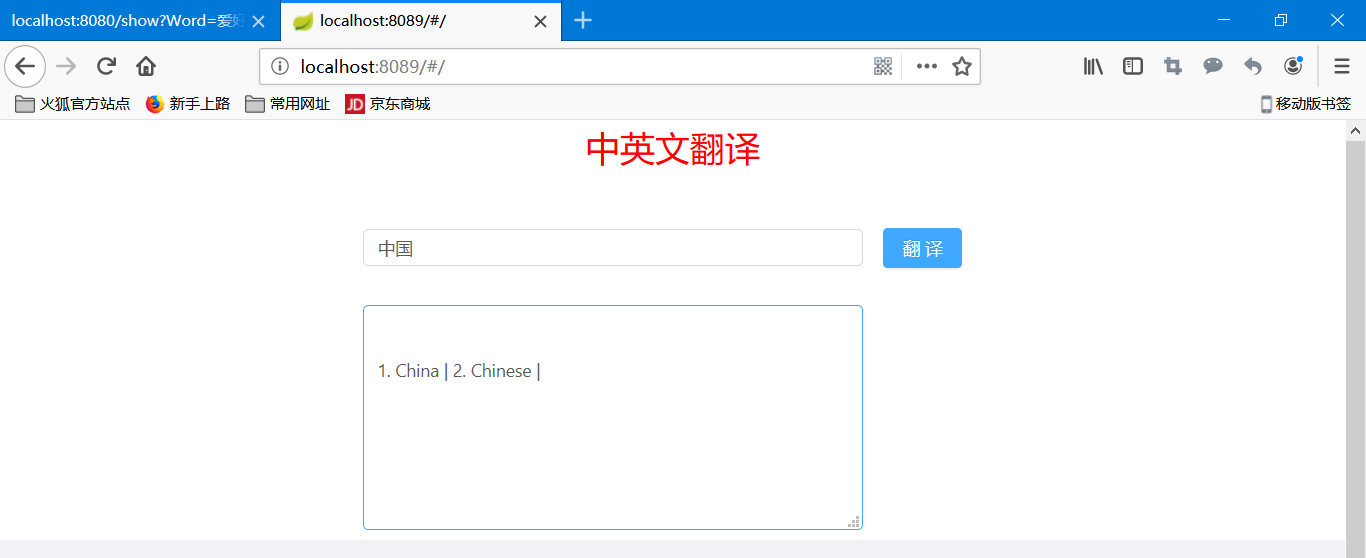 localhost:8080/show?Word=爱好
localhost:8089/#/
localhost:8089/#/
火狐官方站点
新手上路
常用网址
JD
京东商城
移动版书签
中英文翻译
中国
翻 译
1. China | 2. Chinese |